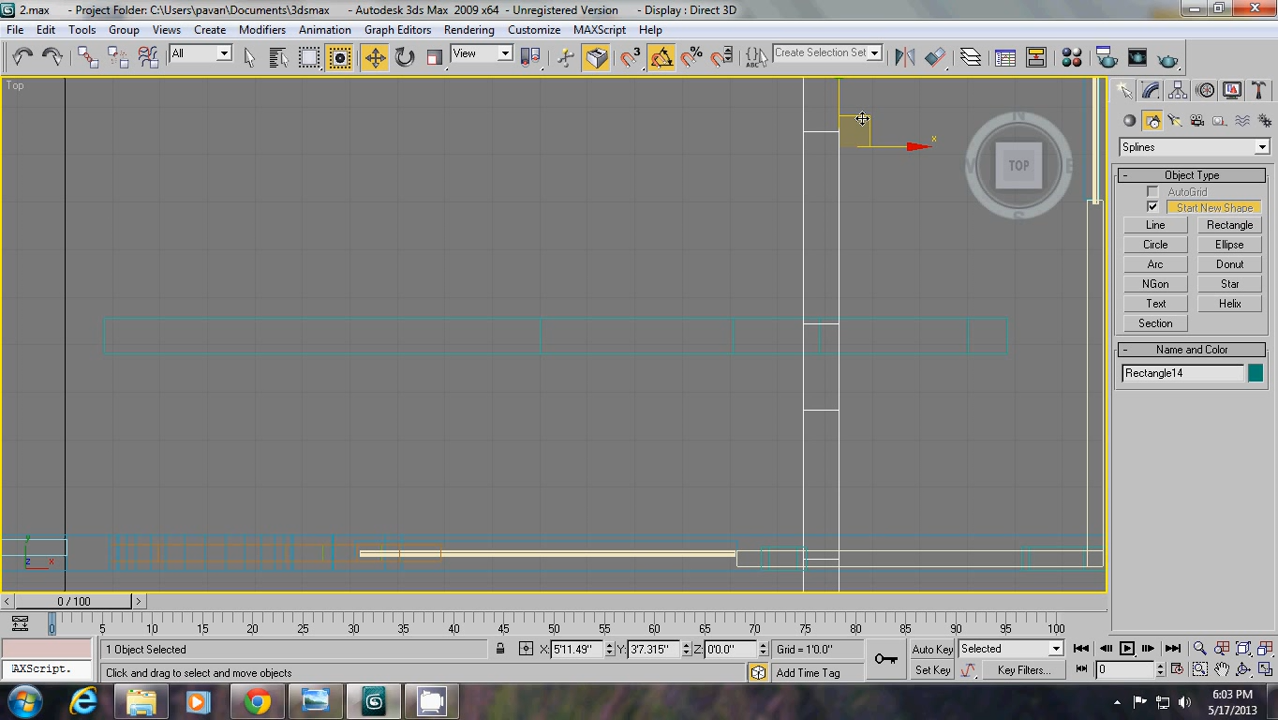 2.max - Project Folder: C:\Users\pavan\Documents\3dsmax - Autodesk 3ds Max 2009 x64 - Unregistered Version - Display : Direct 3D
File Edit Tools Group Views Create Modifiers Animation Graph Editors Rendering Customize MAXScript Help
All View 3 % ABC Create Selection Set
Top
x
N
W TOP E
S
Splines
- Object Type
AutoGrid
Start New Shape
Line Rectangle
Circle Ellipse
Arc Donut
NGon Star
Text Helix
Section
- Name and Color
Rectangle14
y
z x
< 0 / 100 >
0 5 10 15 20 25 30 35 40 45 50 55 60 65 70 75 80 85 90 95 100
1 Object Selected X: 5'11.49" Y: 3'7.315" Z: 0'0.0" Grid = 1'0.0" Auto Key Selected
AXScript. Click and drag to select and move objects Add Time Tag Set Key Key Filters... 0
6:03 PM
5/17/2013